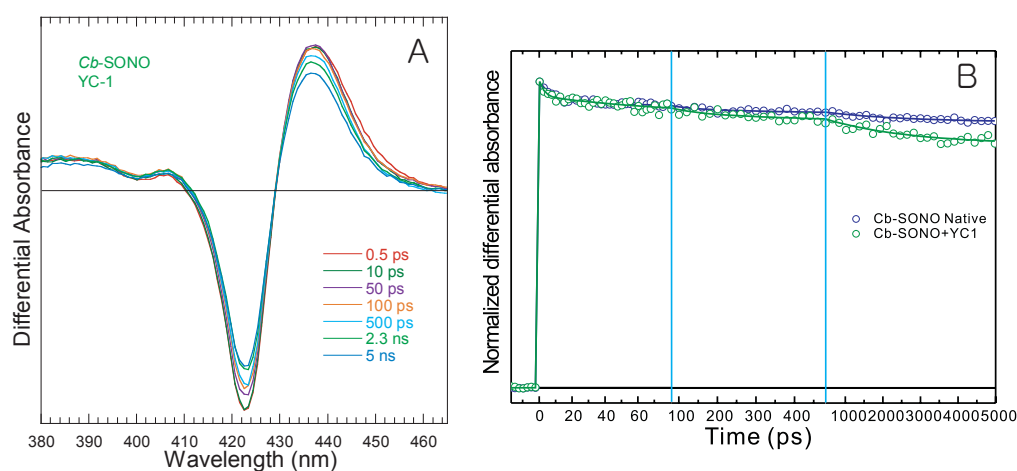 A
Cb-SONO
YC-1
0.5 ps
10 ps
50 ps
100 ps
500 ps
2.3 ns
5 ns
Differential Absorbance
380 390 400 410 420 430 440 450 460
Wavelength (nm)
B
Normalized differential absorbance
Cb-SONO Native
Cb-SONO+YC1
0 20 40 60 80 100 200 300 400 1000 2000 3000 4000 5000
Time (ps)